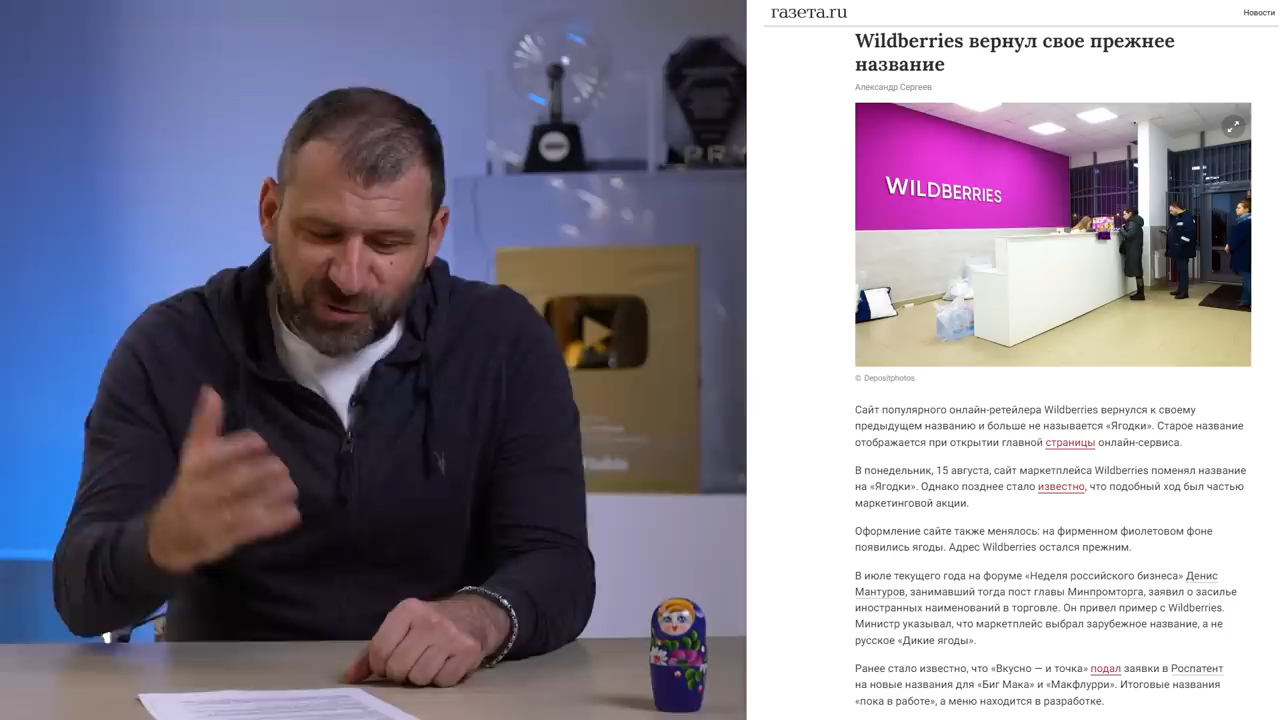 PRY
газета.ru
Новости
Wildberries вернул свое прежнее
название
Александр Сергеев
WILDBERRIES
© Depositphotos
Сайт популярного онлайн-ретейлера Wildberries вернулся к своему
предыдущем названию и больше не называется «Ягодки». Старое название
отображается при открытии главной страницы онлайн-сервиса.
В понедельник, 15 августа, сайт маркетплейса Wildberries поменял название
на «Ягодки». Однако позднее стало известно, что подобный ход был частью
маркетинговой акции.
Оформление сайте также менялось: на фирменном фиолетовом фоне
появились ягоды. Адрес Wildberries остался прежним.
В июле текущего года на форуме «Неделя российского бизнеса» Денис
Мантуров, занимавший тогда пост главы Минпромторга, заявил о засилье
иностранных наименований в торговле. Он привел пример с Wildberries.
Министр указывал, что маркетплейс выбрал зарубежное название, а не
русское «Дикие ягоды».
Ранее стало известно, что «Вкусно — и точка» подал заявки в Роспатент
на новые названия для «Биг Мака» и «Макфлурри». Итоговые названия
«пока в работе», а меню находится в разработке.